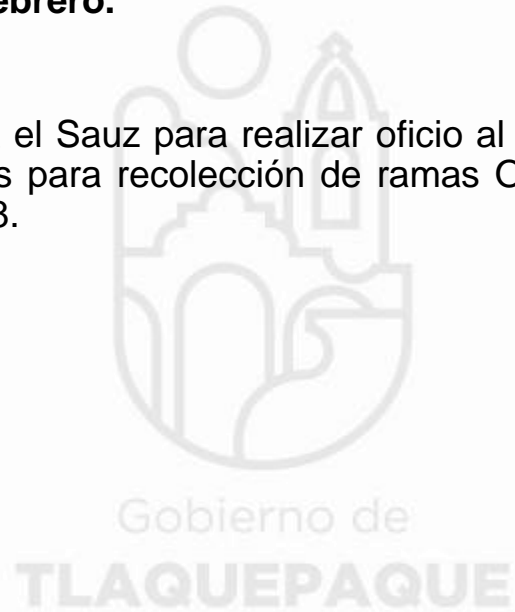 ebrero.
el Sauz para realizar oficio al
s para recolección de ramas C
3.
Gobierno de
TLAQUEPAQUE